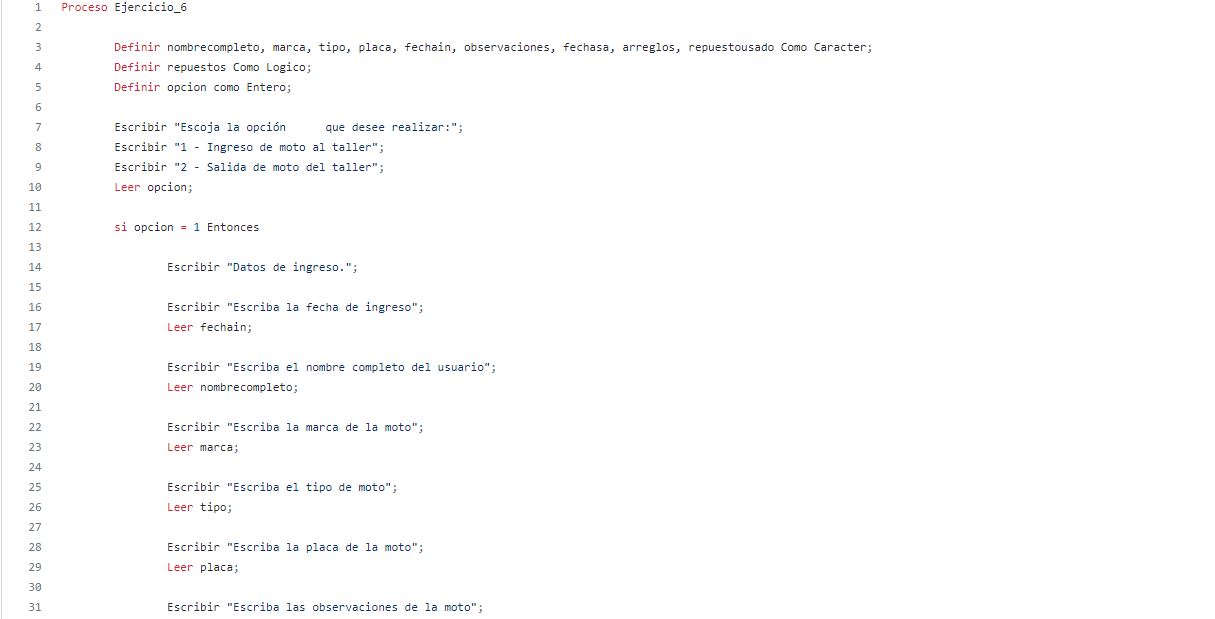 1 Proceso Ejercicio_6
2
3 Definir nombrecompleto, marca, tipo, placa, fechain, observaciones, fechasa, arreglos, repuestousado Como Caracter;
4 Definir repuestos Como Logico;
5 Definir opcion como Entero;
6
7 Escribir "Escoja la opción      que desee realizar:";
8 Escribir "1 - Ingreso de moto al taller";
9 Escribir "2 - Salida de moto del taller";
10 Leer opcion;
11
12 si opcion = 1 Entonces
13
14 Escribir "Datos de ingreso.";
15
16 Escribir "Escriba la fecha de ingreso";
17 Leer fechain;
18
19 Escribir "Escriba el nombre completo del usuario";
20 Leer nombrecompleto;
21
22 Escribir "Escriba la marca de la moto";
23 Leer marca;
24
25 Escribir "Escriba el tipo de moto";
26 Leer tipo;
27
28 Escribir "Escriba la placa de la moto";
29 Leer placa;
30
31 Escribir "Escriba las observaciones de la moto";